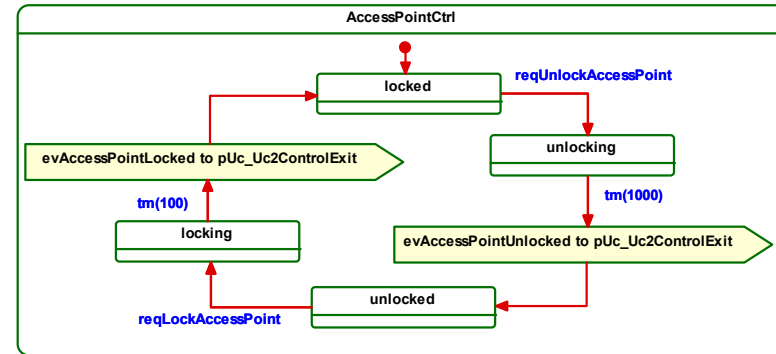 AccessPointCtrl
locked
reqUnlockAccessPoint
unlocking
evAccessPointLocked to pUc_Uc2ControlExit
tm(1000)
tm(100)
locking
evAccessPointUnlocked to pUc_Uc2ControlExit
unlocked
reqLockAccessPoint